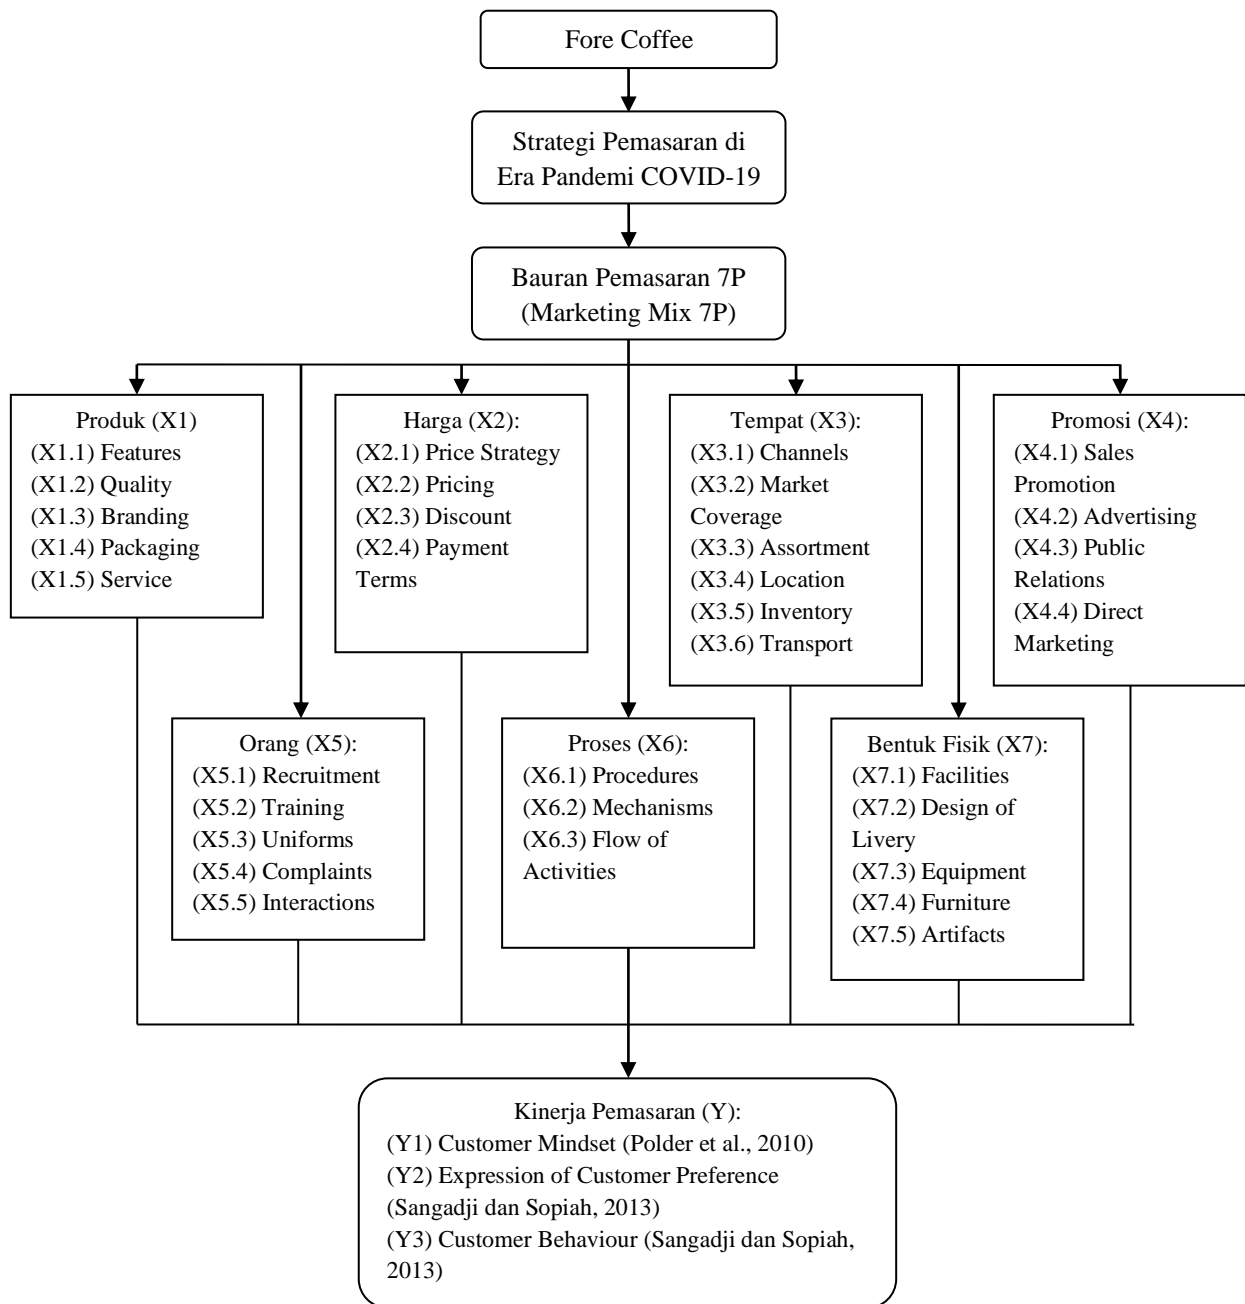 Fore Coffee
Strategi Pemasaran di
Era Pandemi COVID-19
Bauran Pemasaran 7P
(Marketing Mix 7P)
Produk (X1)
(X1.1) Features
(X1.2) Quality
(X1.3) Branding
(X1.4) Packaging
(X1.5) Service
Harga (X2):
(X2.1) Price Strategy
(X2.2) Pricing
(X2.3) Discount
(X2.4) Payment
Terms
Tempat (X3):
(X3.1) Channels
(X3.2) Market
Coverage
(X3.3) Assortment
(X3.4) Location
(X3.5) Inventory
(X3.6) Transport
Promosi (X4):
(X4.1) Sales
Promotion
(X4.2) Advertising
(X4.3) Public
Relations
(X4.4) Direct
Marketing
Orang (X5):
(X5.1) Recruitment
(X5.2) Training
(X5.3) Uniforms
(X5.4) Complaints
(X5.5) Interactions
Proses (X6):
(X6.1) Procedures
(X6.2) Mechanisms
(X6.3) Flow of
Activities
Bentuk Fisik (X7):
(X7.1) Facilities
(X7.2) Design of
Livery
(X7.3) Equipment
(X7.4) Furniture
(X7.5) Artifacts
Kinerja Pemasaran (Y):
(Y1) Customer Mindset (Polder et al., 2010)
(Y2) Expression of Customer Preference
(Sangadji dan Sopiah, 2013)
(Y3) Customer Behaviour (Sangadji dan Sopiah,
2013)